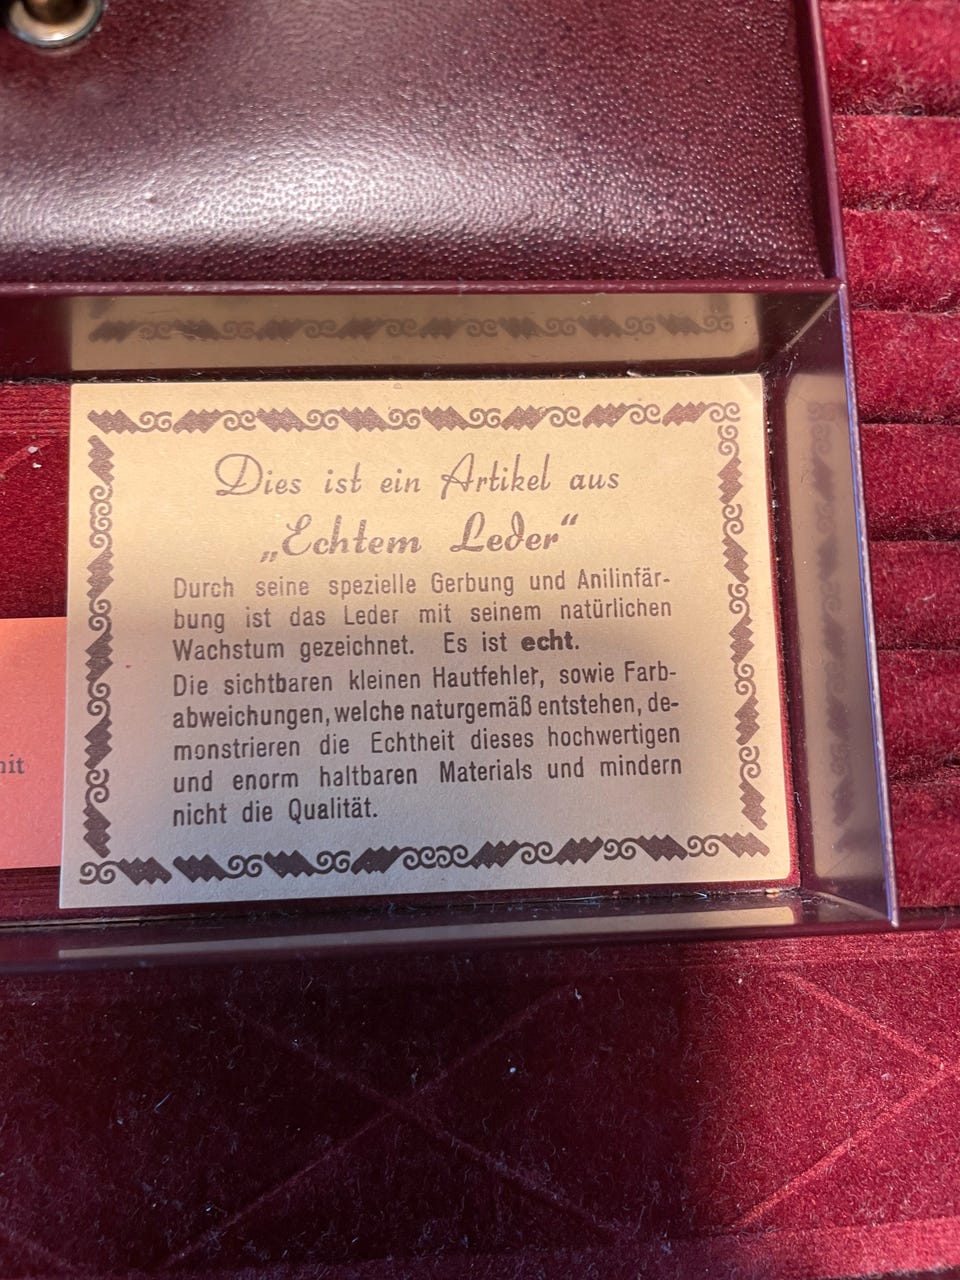 Dies ist ein Artikel aus
„Echtem Leder“
Durch seine spezielle Gerbung und Anilinfär-
bung ist das Leder mit seinem natürlichen
Wachstum gezeichnet. Es ist echt.
Die sichtbaren kleinen Hautfehler, sowie Farb-
abweichungen, welche naturgemäß entstehen, de-
monstrieren die Echtheit dieses hochwertigen
und enorm haltbaren Materials und mindern
nicht die Qualität.